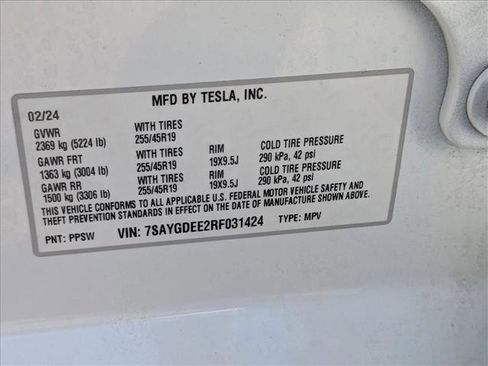 MFD BY TESLA, INC.
02/24
GVWR
2369 kg (5224 lb) WITH TIRES 255/45R19
GAWR FRT
1363 kg (3004 lb) WITH TIRES 255/45R19 RIM 19X9.5J COLD TIRE PRESSURE 290 kPa, 42 psi
GAWR RR
1500 kg (3306 lb) WITH TIRES 255/45R19 RIM 19X9.5J COLD TIRE PRESSURE 290 kPa, 42 psi
THIS VEHICLE CONFORMS TO ALL APPLICABLE U.S. FEDERAL MOTOR VEHICLE SAFETY AND
THEFT PREVENTION STANDARDS IN EFFECT ON THE DATE OF MANUFACTURE SHOWN ABOVE.
PNT: PPSW VIN: 7SAYGDEE2RF031424 TYPE: MPV